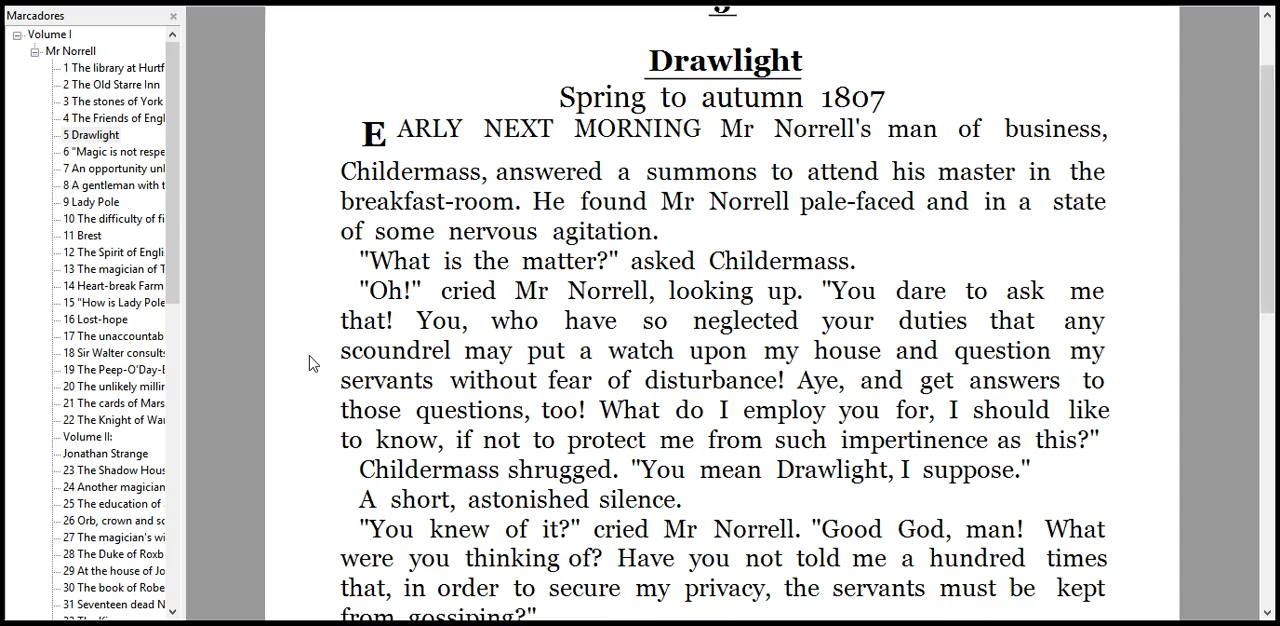 Marcadores
Volume I
Mr Norrell
1 The library at Hurtf
2 The Old Starre Inn
3 The stones of York
4 The Friends of Engl
5 Drawlight
6 "Magic is not respe
7 An opportunity unl
8 A gentleman with t
9 Lady Pole
10 The difficulty of fi
11 Brest
12 The Spirit of Engli
13 The magician of T
14 Heart-break Farm
15 "How is Lady Pole
16 Lost-hope
17 The unaccountab
18 Sir Walter consult
19 The Peep-O'Day-B
20 The unlikely millir
21 The cards of Mars
22 The Knight of War
Volume II:
Jonathan Strange
23 The Shadow Hous
24 Another magician
25 The education of
26 Orb, crown and sc
27 The magician's wi
28 The Duke of Roxb
29 At the house of Jo
30 The book of Robe
31 Seventeen dead N
Drawlight
Spring to autumn 1807
EARLY NEXT MORNING Mr Norrell's man of business,
Childermass, answered a summons to attend his master in the
breakfast-room. He found Mr Norrell pale-faced and in a state
of some nervous agitation.
"What is the matter?" asked Childermass.
"Oh!" cried Mr Norrell, looking up. "You dare to ask me
that! You, who have so neglected your duties that any
scoundrel may put a watch upon my house and question my
servants without fear of disturbance! Aye, and get answers to
those questions, too! What do I employ you for, I should like
to know, if not to protect me from such impertinence as this?"
Childermass shrugged. "You mean Drawlight, I suppose."
A short, astonished silence.
"You knew of it?" cried Mr Norrell. "Good God, man! What
were you thinking of? Have you not told me a hundred times
that, in order to secure my privacy, the servants must be kept
from gossiping?"